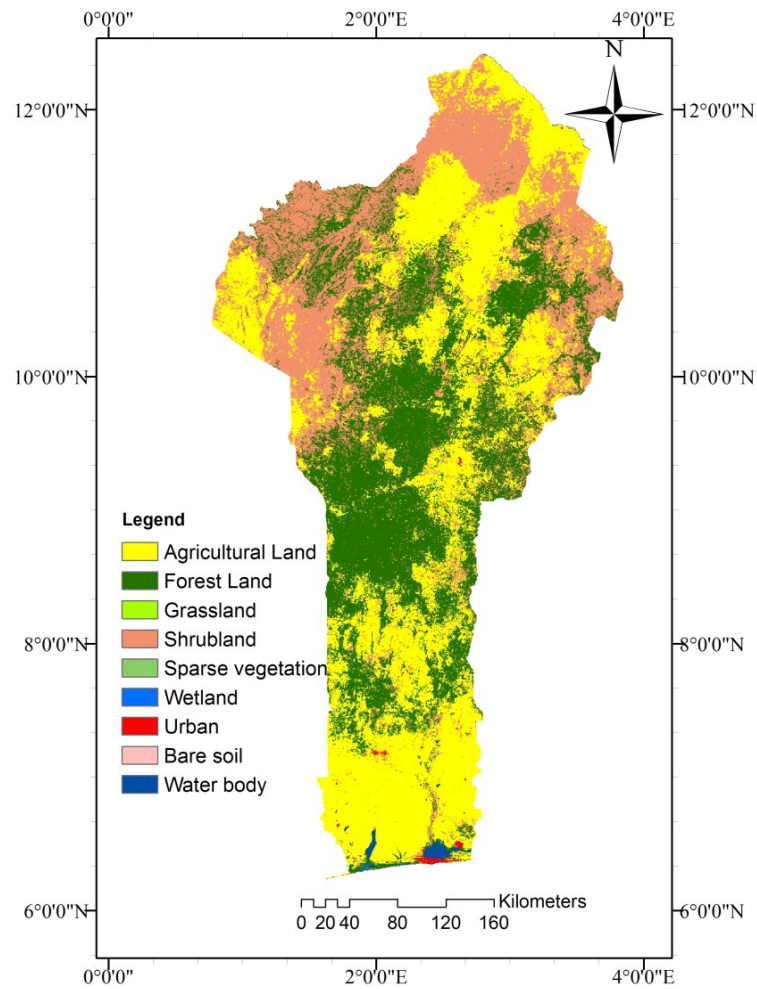 0°0'0" 2°0'0"E 4°0'0"E
N
12°0'0"N 12°0'0"N
10°0'0"N 10°0'0"N
Legend
Agricultural Land
Forest Land
Grassland
Shrubland
8°0'0"N 8°0'0"N
Sparse vegetation
Wetland
Urban
Bare soil
Water body
Kilometers
6°0'0"N 6°0'0"N
0 20 40 80 120 160
0°0'0" 2°0'0"E 4°0'0"E